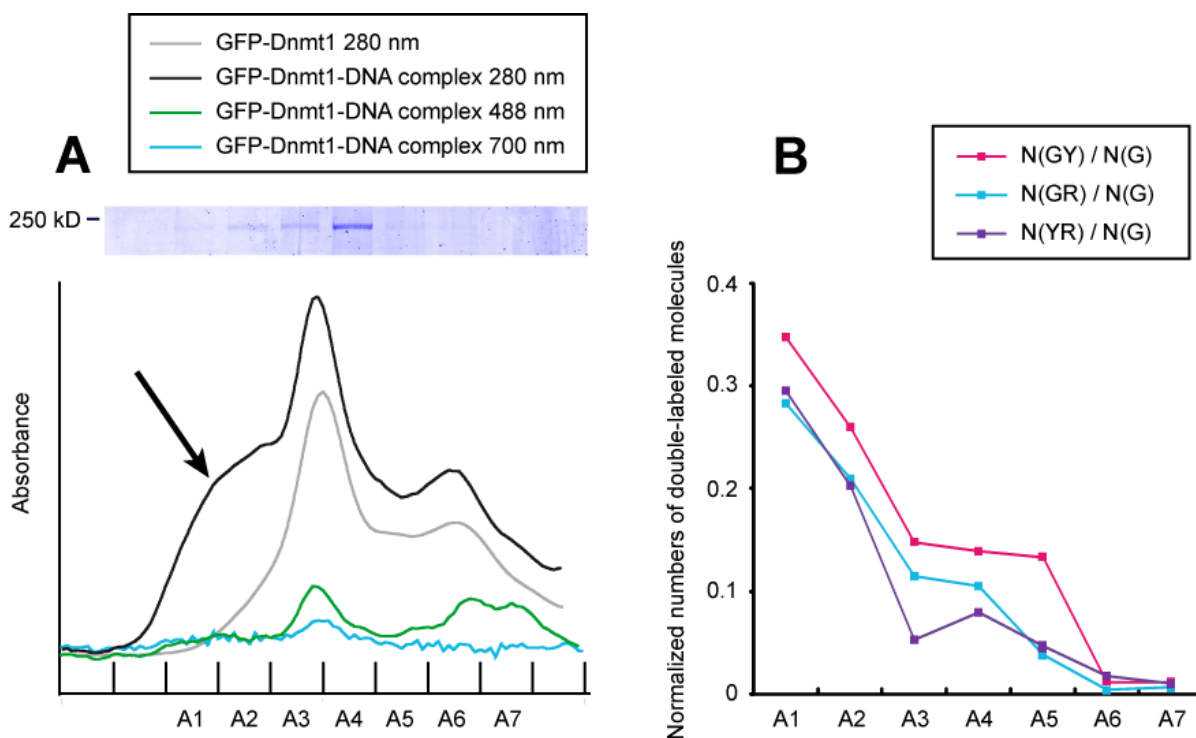 GFP-Dnmt1 280 nm
GFP-Dnmt1-DNA complex 280 nm
GFP-Dnmt1-DNA complex 488 nm
GFP-Dnmt1-DNA complex 700 nm
A
250 kD
Absorbance
A1 A2 A3 A4 A5 A6 A7
B
N(GY) / N(G)
N(GR) / N(G)
N(YR) / N(G)
Normalized numbers of double-labeled molecules
0.4
0.3
0.2
0.1
0
A1 A2 A3 A4 A5 A6 A7